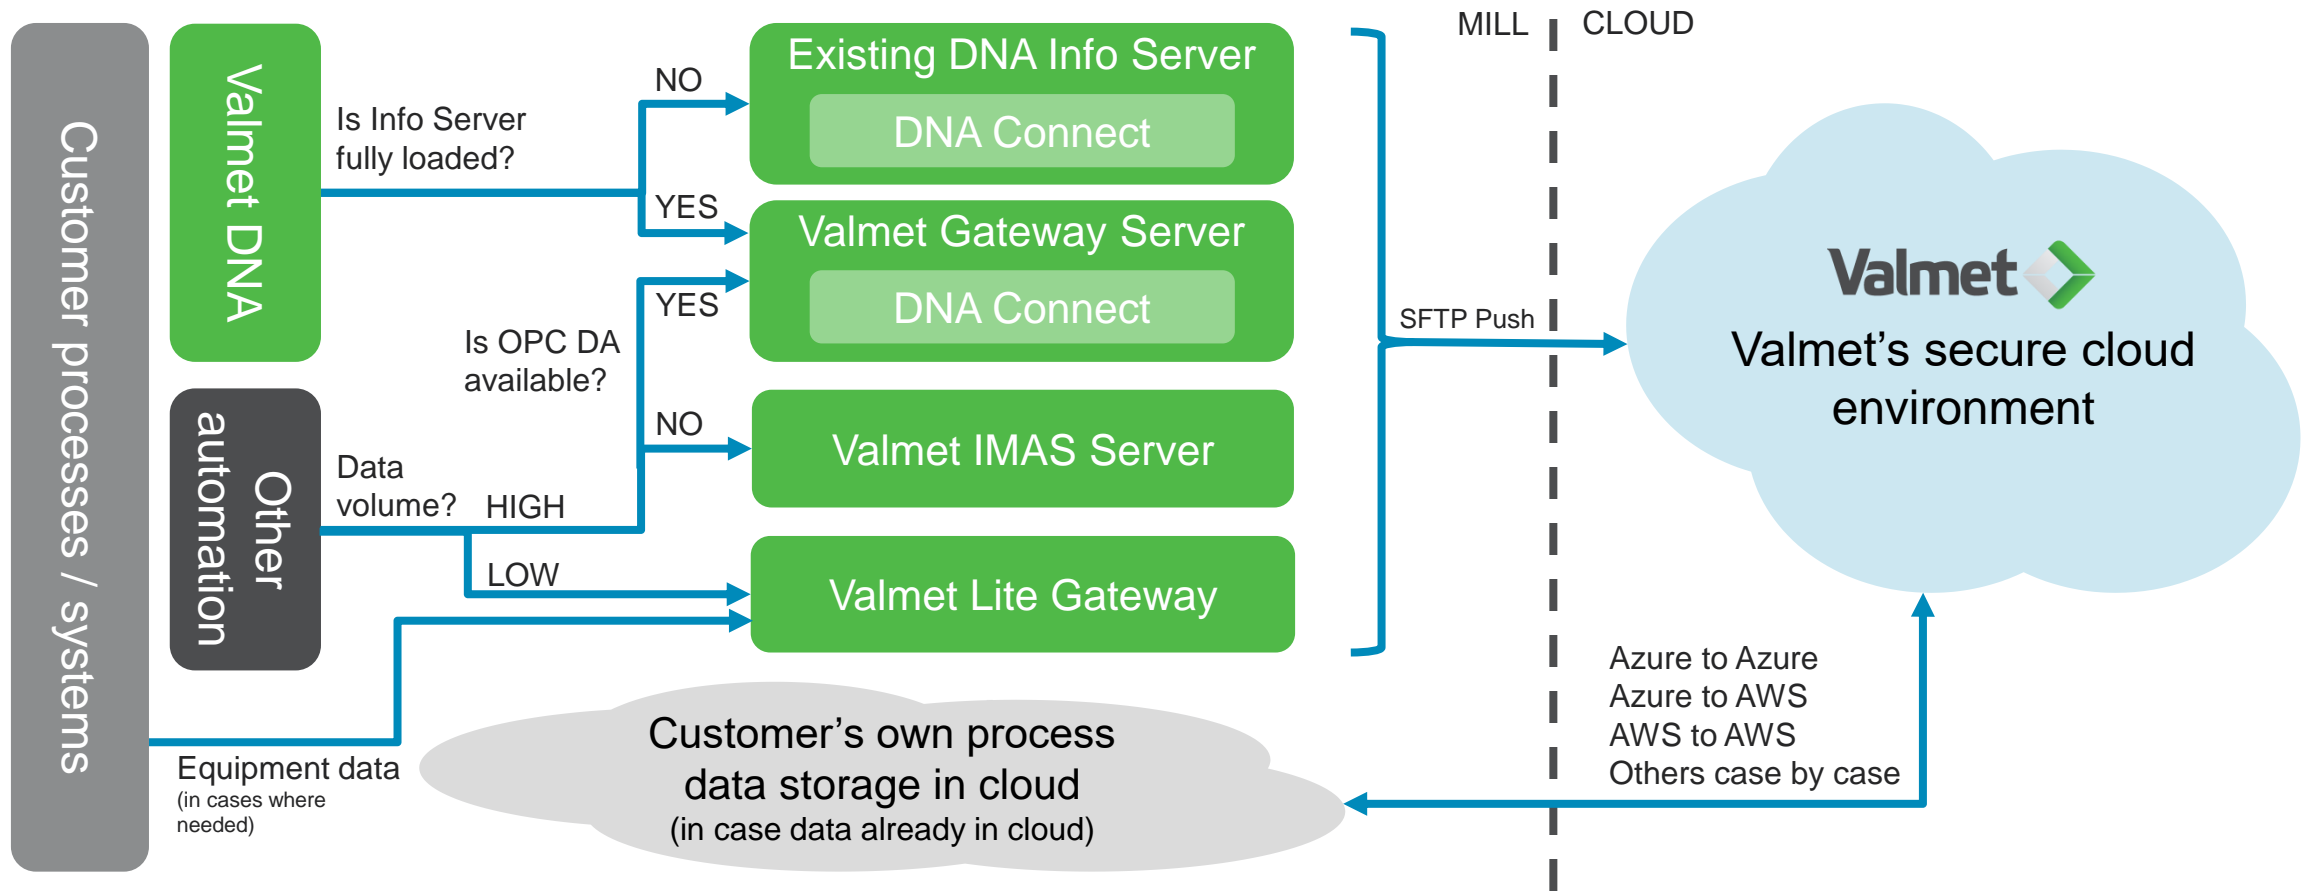 Customer processes / systems
Valmet DNA
Other
automation
Is Info Server
fully loaded?
NO
YES
Existing DNA Info Server
DNA Connect
Valmet Gateway Server
DNA Connect
YES
Is OPC DA
available?
NO
Valmet IMAS Server
Data
volume?
HIGH
LOW
Valmet Lite Gateway
Equipment data
(in cases where
needed)
Customer's own process
data storage in cloud
(in case data already in cloud)
MILL
CLOUD
SFTP Push
Valmet
Valmet's secure cloud
environment
Azure to Azure
Azure to AWS
AWS to AWS
Others case by case